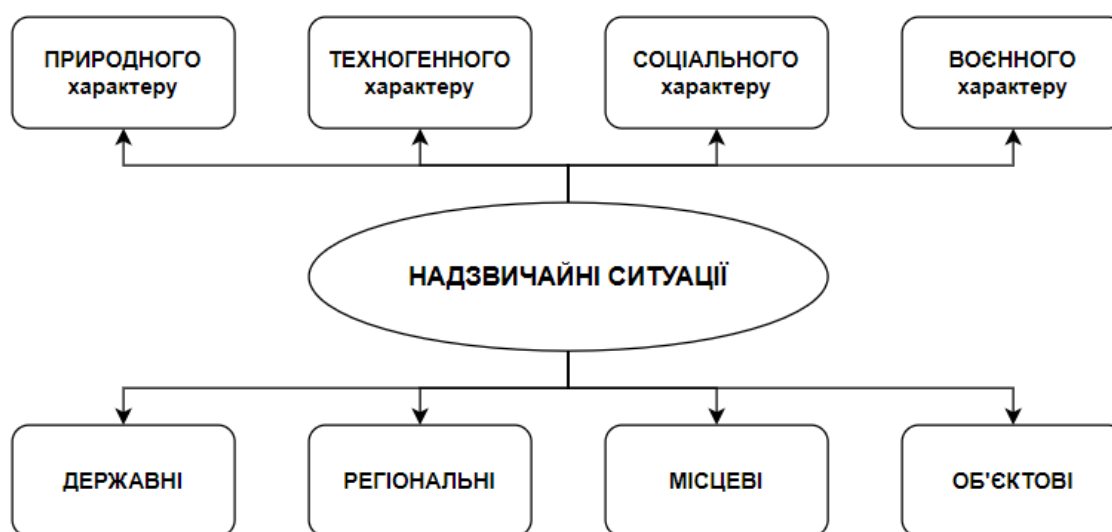 ПРИРОДНОГО
характеру
ТЕХНОГЕННОГО
характеру
СОЦІАЛЬНОГО
характеру
ВОЄННОГО
характеру
НАДЗВИЧАЙНІ СИТУАЦІЇ
ДЕРЖАВНІ
РЕГІОНАЛЬНІ
МІСЦЕВІ
ОБ'ЄКТОВІ